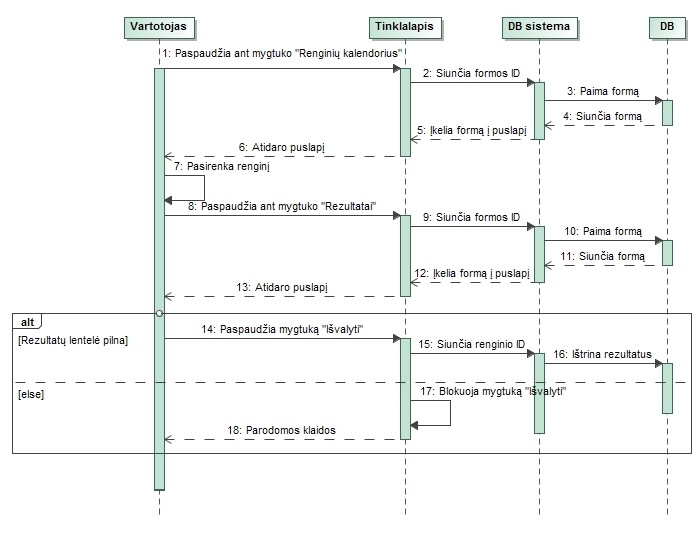 Vartotojas
Tinklalapis
DB sistema
DB
1: Paspaudžia ant mygtuko "Renginių kalendorius"
2: Siunčia formos ID
3: Paima formą
4: Siunčia formą
5: Įkelia formą į puslapį
6: Atidaro puslapį
7: Pasirenka renginį
8: Paspaudžia ant mygtuko "Rezultatai"
9: Siunčia formos ID
10: Paima formą
11: Siunčia formą
12: Įkelia formą į puslapį
13: Atidaro puslapį
alt
[Rezultatų lentelė pilna]
14: Paspaudžia mygtuką "Išvalyti"
15: Siunčia renginio ID
16: Ištrina rezultatus
[else]
17: Blokuoja mygtuką "Išvalyti"
18: Parodomos klaidos